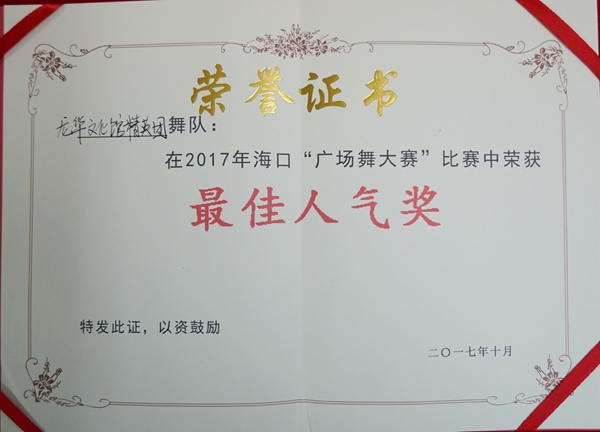 荣誉证书
龙华文化馆精英团舞队：
在2017年海口“广场舞大赛”比赛中荣获
最佳人气奖
特发此证，以资鼓励
二〇一七年十月